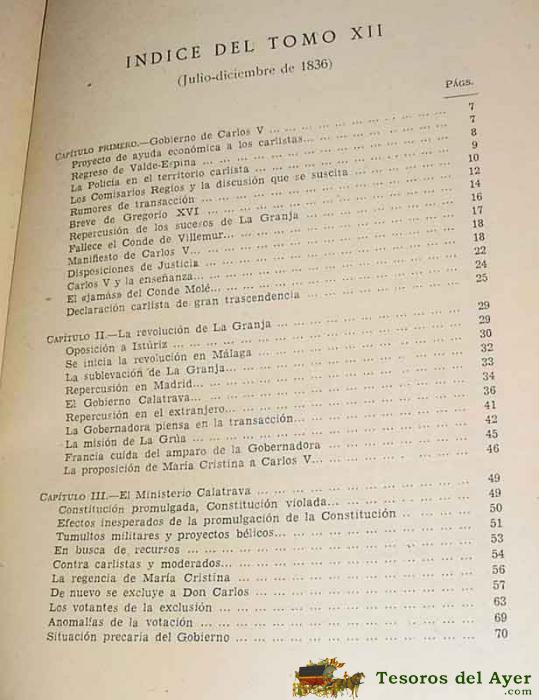 INDICE DEL TOMO XII
(Julio-diciembre de 1836)
PÁGS.
CAPÍTULO PRIMERO.—Gobierno de Carlos V ... 7
Proyecto de ayuda económica a los carlistas... 7
Regreso de Valde-Espina ... 8
La Policía en el territorio carlista ... 9
Los Comisarios Regios y la discusión que se suscita ... 10
Rumores de transacción ... 12
Breve de Gregorio XVI ... 14
Repercusión de los sucesos de La Granja ... 16
Fallece el Conde de Villemur... 17
Manifiesto de Carlos V... 18
Disposiciones de Justicia ... 18
Carlos V y la enseñanza... 22
El «jamás» del Conde Molé... 24
Declaración carlista de gran trascendencia ... 25
CAPÍTULO II.—La revolución de La Granja ... 29
Oposición a Istúriz ... 29
Se inicia la revolución en Málaga ... 30
La sublevación de La Granja... 32
Repercusión en Madrid... 33
El Gobierno Calatrava... 34
Repercusión en el extranjero... 36
La Gobernadora piensa en la transacción... 41
La misión de La Grúa ... 42
Francia cuida del amparo de la Gobernadora ... 45
La proposición de María Cristina a Carlos V... 46
CAPÍTULO III.—El Ministerio Calatrava ... 49
Constitución promulgada, Constitución violada... 49
Efectos inesperados de la promulgación de la Constitución ... 50
Tumultos militares y proyectos bélicos... 51
En busca de recursos ... 53
Contra carlistas y moderados... 54
La regencia de María Cristina ... 56
De nuevo se excluye a Don Carlos ... 57
Los votantes de la exclusión ... 63
Anomalías de la votación ... 69
Situación precaria del Gobierno ... 70
Tesoros del Ayer
.com